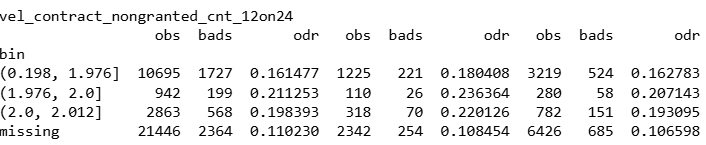 vel_contract_nongranted_cnt_12on24
obs bads odr obs bads odr obs bads odr
bin
(0.198, 1.976] 10695 1727 0.161477 1225 221 0.180408 3219 524 0.162783
(1.976, 2.0] 942 199 0.211253 110 26 0.236364 280 58 0.207143
(2.0, 2.012] 2863 568 0.198393 318 70 0.220126 782 151 0.193095
missing 21446 2364 0.110230 2342 254 0.108454 6426 685 0.106598